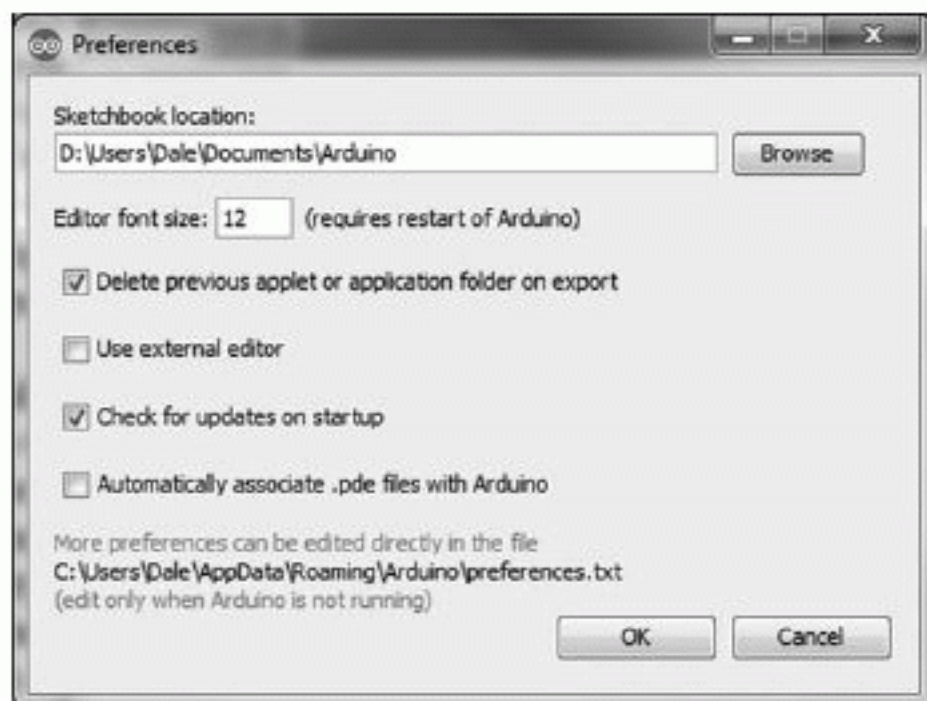 Preferences
Sketchbook location:
D:\Users\Dale\Documents\Arduino
Browse
Editor font size: 12 (requires restart of Arduino)
Delete previous applet or application folder on export
Use external editor
Check for updates on startup
Automatically associate .pde files with Arduino
More preferences can be edited directly in the file
C:\Users\Dale\AppData\Roaming\Arduino\preferences.txt
(edit only when Arduino is not running)
OK
Cancel